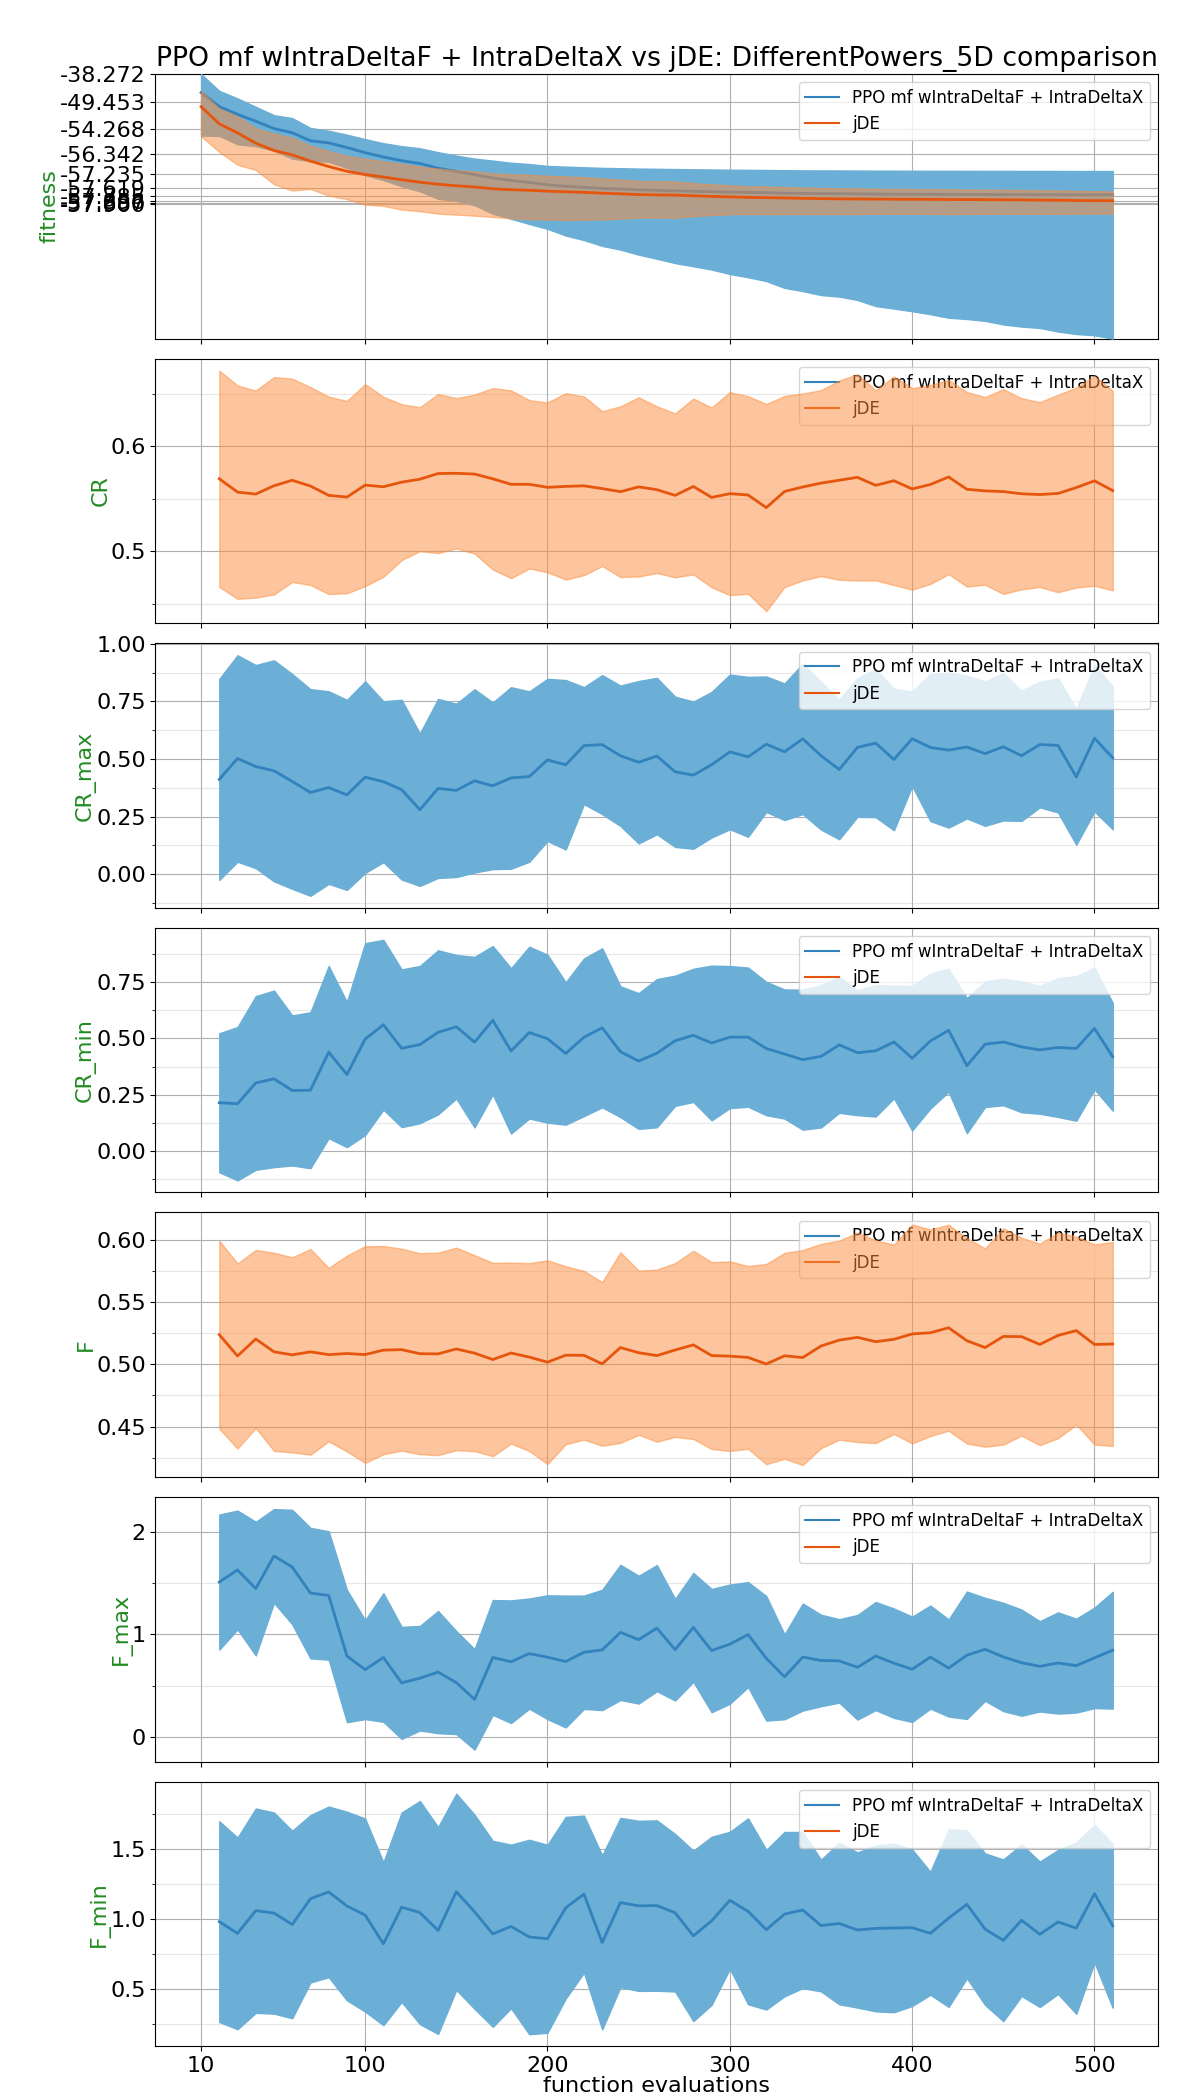 PPO mf wIntraDeltaF + IntraDeltaX vs jDE: DifferentPowers_5D comparison
-38.272
-49.453
-54.268
-56.342
-57.235
-57.619
fitness
PPO mf wIntraDeltaF + IntraDeltaX
jDE
0.6
0.5
CR
PPO mf wIntraDeltaF + IntraDeltaX
jDE
1.00
0.75
0.50
0.25
0.00
CR_max
PPO mf wIntraDeltaF + IntraDeltaX
jDE
0.75
0.50
0.25
0.00
CR_min
PPO mf wIntraDeltaF + IntraDeltaX
jDE
0.60
0.55
0.50
0.45
F
PPO mf wIntraDeltaF + IntraDeltaX
jDE
2
1
0
F_max
PPO mf wIntraDeltaF + IntraDeltaX
jDE
1.5
1.0
0.5
F_min
PPO mf wIntraDeltaF + IntraDeltaX
jDE
10 100 200 300 400 500
function evaluations